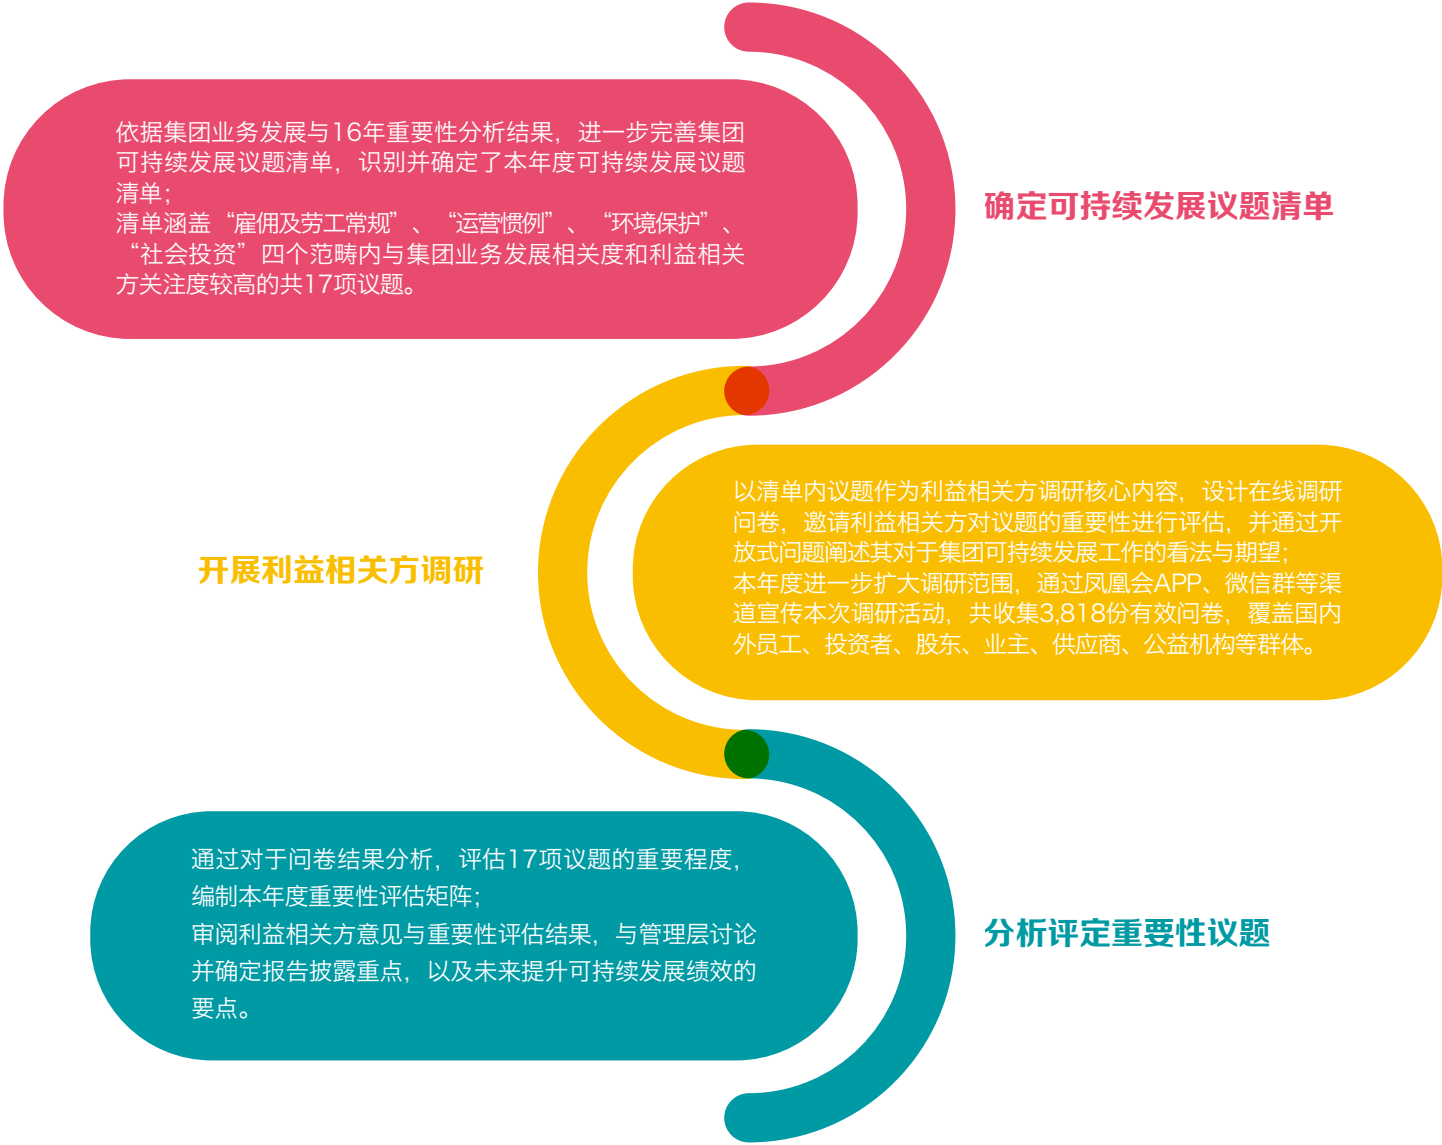 依据集团业务发展与16年重要性分析结果，进一步完善集团
可持续发展议题清单，识别并确定了本年度可持续发展议题
清单；
清单涵盖“雇佣及劳工常规”、“运营惯例”、“环境保护”、
“社会投资”四个范畴内与集团业务发展相关度和利益相关
方关注度较高的共17项议题。
确定可持续发展议题清单
开展利益相关方调研
以清单内议题作为利益相关方调研核心内容，设计在线调研
问卷，邀请利益相关方对议题的重要性进行评估，并通过开
放式问题阐述其对于集团可持续发展工作的看法与期望；
本年度进一步扩大调研范围，通过凤凰会APP、微信群等渠
道宣传本次调研活动，共收集3,818份有效问卷，覆盖国内
外员工、投资者、股东、业主、供应商、公益机构等群体。
通过对于问卷结果分析，评估17项议题的重要程度，
编制本年度重要性评估矩阵；
审阅利益相关方意见与重要性评估结果，与管理层讨论
并确定报告披露重点，以及未来提升可持续发展绩效的
要点。
分析评定重要性议题